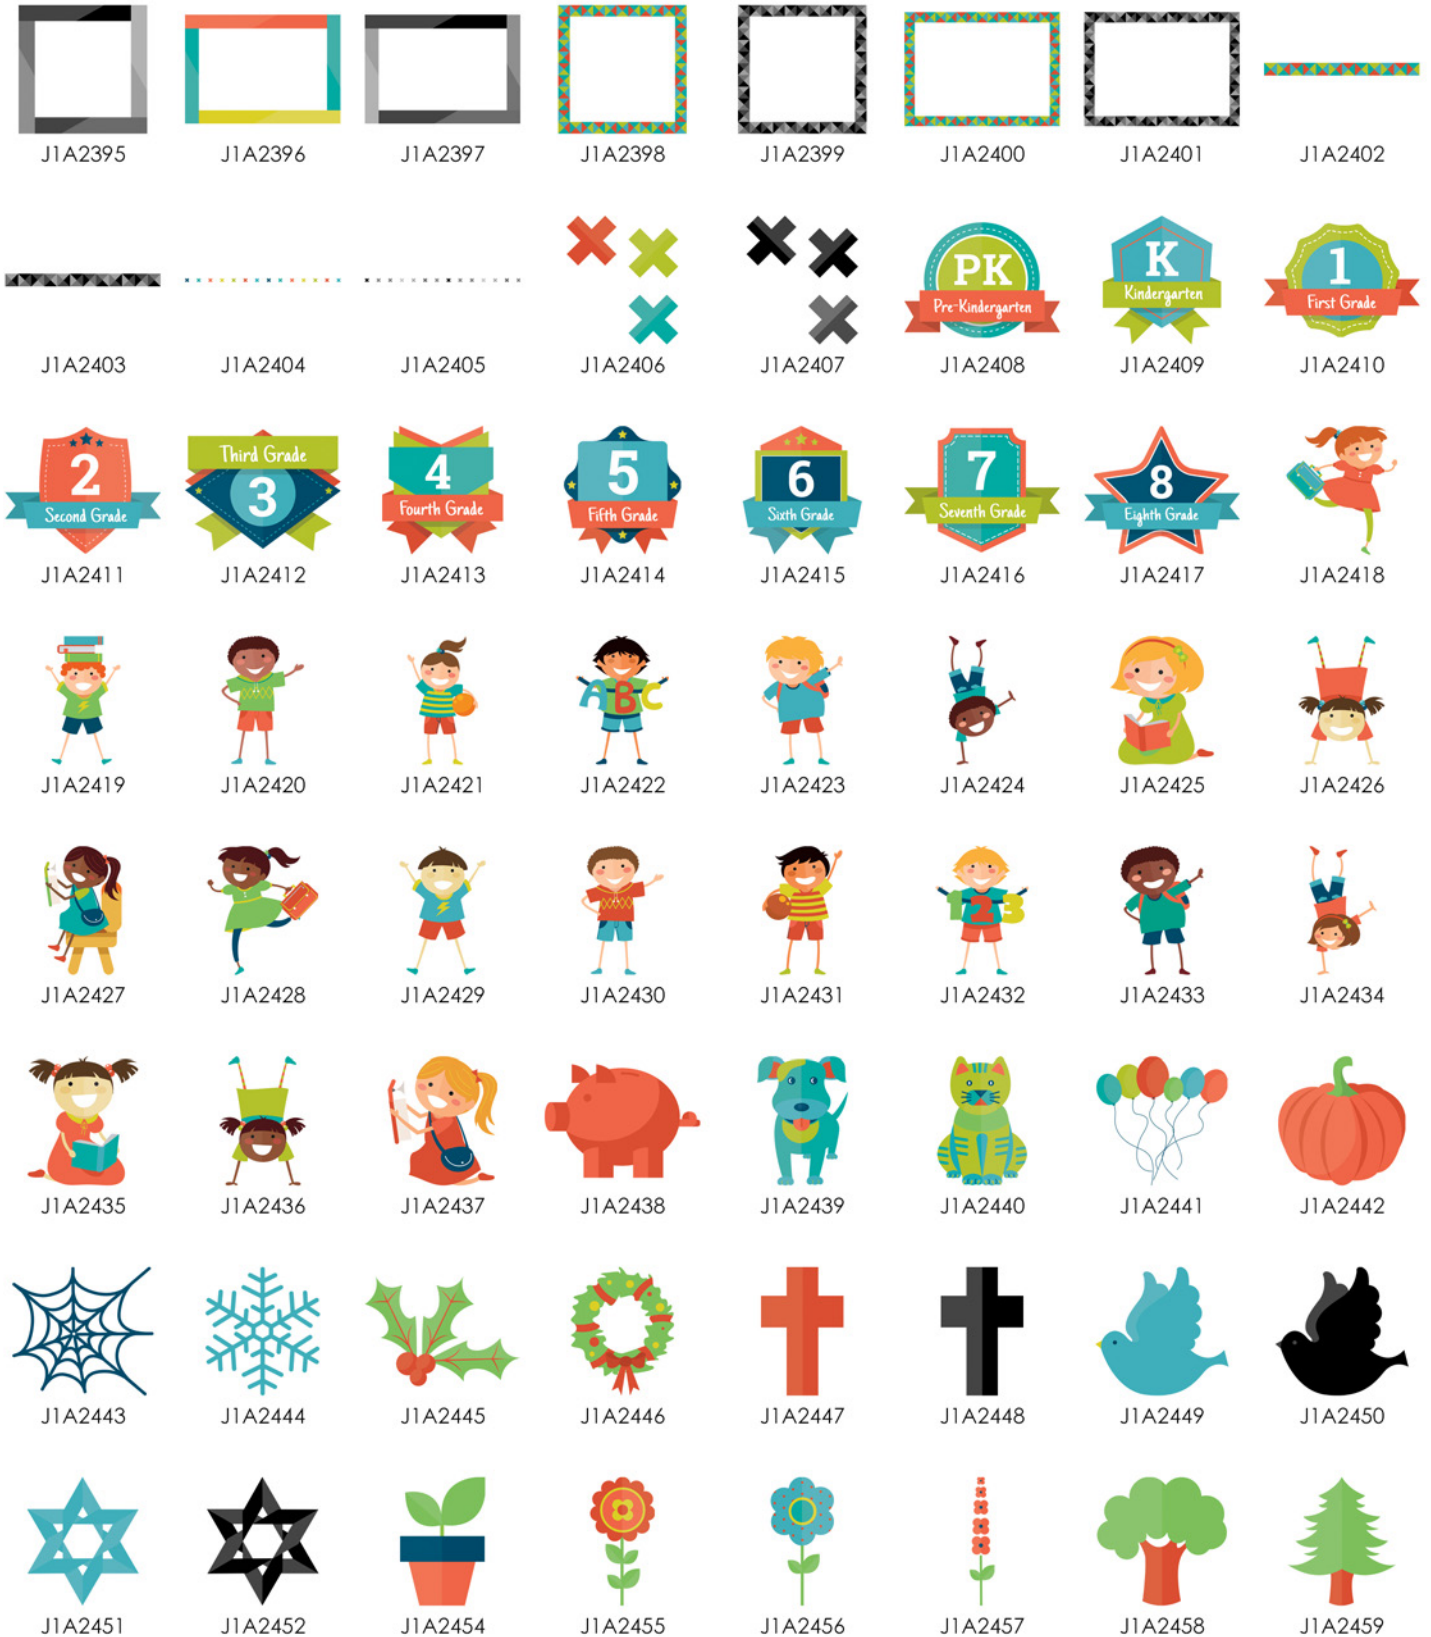 J1A2395 J1A2396 J1A2397 J1A2398 J1A2399 J1A2400 J1A2401 J1A2402
PK
Pre-Kindergarten
K
Kindergarten
1
First Grade
J1A2403 J1A2404 J1A2405 J1A2406 J1A2407 J1A2408 J1A2409 J1A2410
2
Second Grade
Third Grade
3
4
Fourth Grade
5
Fifth Grade
6
Sixth Grade
7
Seventh Grade
8
Eighth Grade
J1A2411 J1A2412 J1A2413 J1A2414 J1A2415 J1A2416 J1A2417 J1A2418
ABC
J1A2419 J1A2420 J1A2421 J1A2422 J1A2423 J1A2424 J1A2425 J1A2426
123
J1A2427 J1A2428 J1A2429 J1A2430 J1A2431 J1A2432 J1A2433 J1A2434
J1A2435 J1A2436 J1A2437 J1A2438 J1A2439 J1A2440 J1A2441 J1A2442
J1A2443 J1A2444 J1A2445 J1A2446 J1A2447 J1A2448 J1A2449 J1A2450
J1A2451 J1A2452 J1A2454 J1A2455 J1A2456 J1A2457 J1A2458 J1A2459